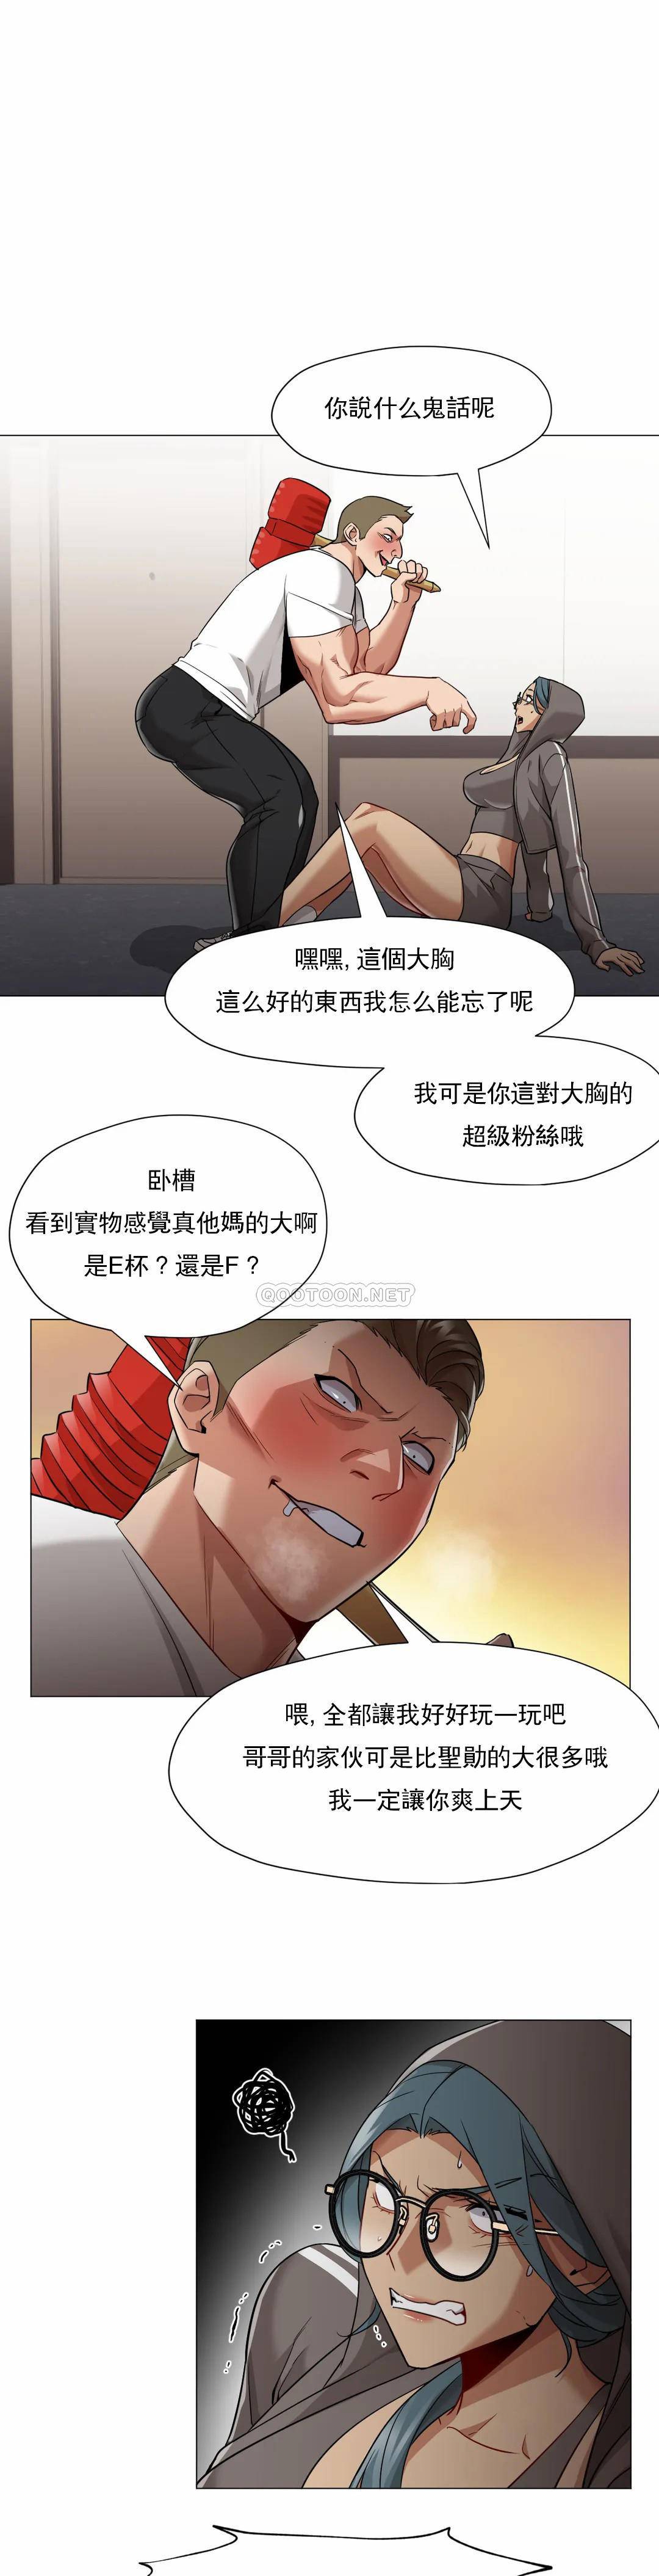 你說什么鬼話呢
嘿嘿, 這個大胸
這么好的東西我怎么能忘了呢
我可是你這對大胸的
超級粉絲哦
卧槽
看到實物感覺真他媽的大啊
是E杯？還是F？
QOOTOON.NET
喂, 全都讓我好好玩一玩吧
哥哥的家伙可是比聖勛的大很多哦
我一定讓你爽上天